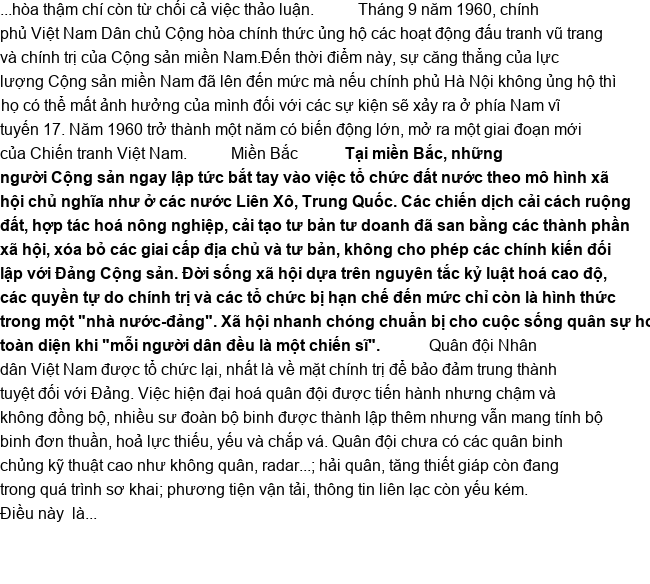 ...hòa thậm chí còn từ chối cả việc thảo luận. Tháng 9 năm 1960, chính
phủ Việt Nam Dân chủ Cộng hòa chính thức ủng hộ các hoạt động đấu tranh vũ trang
và chính trị của Cộng sản miền Nam.Đến thời điểm này, sự căng thẳng của lực
lượng Cộng sản miền Nam đã lên đến mức mà nếu chính phủ Hà Nội không ủng hộ thì
họ có thể mất ảnh hưởng của mình đối với các sự kiện sẽ xảy ra ở phía Nam vĩ
tuyến 17. Năm 1960 trở thành một năm có biến động lớn, mở ra một giai đoạn mới
của Chiến tranh Việt Nam. Miền Bắc Tại miền Bắc, những
người Cộng sản ngay lập tức bắt tay vào việc tổ chức đất nước theo mô hình xã
hội chủ nghĩa như ở các nước Liên Xô, Trung Quốc. Các chiến dịch cải cách ruộng
đất, hợp tác hoá nông nghiệp, cải tạo tư bản tư doanh đã san bằng các thành phần
xã hội, xóa bỏ các giai cấp địa chủ và tư bản, không cho phép các chính kiến đối
lập với Đảng Cộng sản. Đời sống xã hội dựa trên nguyên tắc kỷ luật hoá cao độ,
các quyền tự do chính trị và các tổ chức bị hạn chế đến mức chỉ còn là hình thức
trong một "nhà nước-đảng". Xã hội nhanh chóng chuẩn bị cho cuộc sống quân sự
toàn diện khi "mỗi người dân đều là một chiến sĩ". Quân đội Nhân
dân Việt Nam được tổ chức lại, nhất là về mặt chính trị để bảo đảm trung thành
tuyệt đối với Đảng. Việc hiện đại hoá quân đội được tiến hành nhưng chậm và
không đồng bộ, nhiều sư đoàn bộ binh được thành lập thêm nhưng vẫn mang tính bộ
binh đơn thuần, hoả lực thiếu, yếu và chắp vá. Quân đội chưa có các quân binh
chủng kỹ thuật cao như không quân, radar...; hải quân, tăng thiết giáp còn đang
trong quá trình sơ khai; phương tiện vận tải, thông tin liên lạc còn yếu kém.
Điều này là...